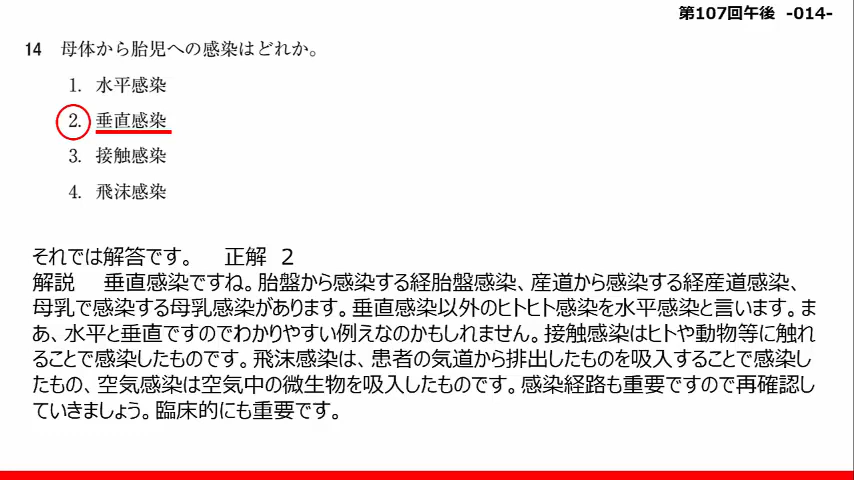 第107回午後 -014-
14 母体から胎児への感染はどれか。
1. 水平感染
2. 垂直感染
3. 接触感染
4. 飛沫感染
それでは解答です。 正解 2
解説 垂直感染ですね。胎盤から感染する経胎盤感染、産道から感染する経産道感染、
母乳で感染する母乳感染があります。垂直感染以外のヒトヒト感染を水平感染と言います。ま
あ、水平と垂直ですのでわかりやすい例えなのかもしれません。接触感染はヒトや動物等に触れ
ることで感染したものです。飛沫感染は、患者の気道から排出したものを吸入することで感染し
たもの、空気感染は空気中の微生物を吸入したものです。感染経路も重要ですので再確認し
ていきましょう。臨床的にも重要です。